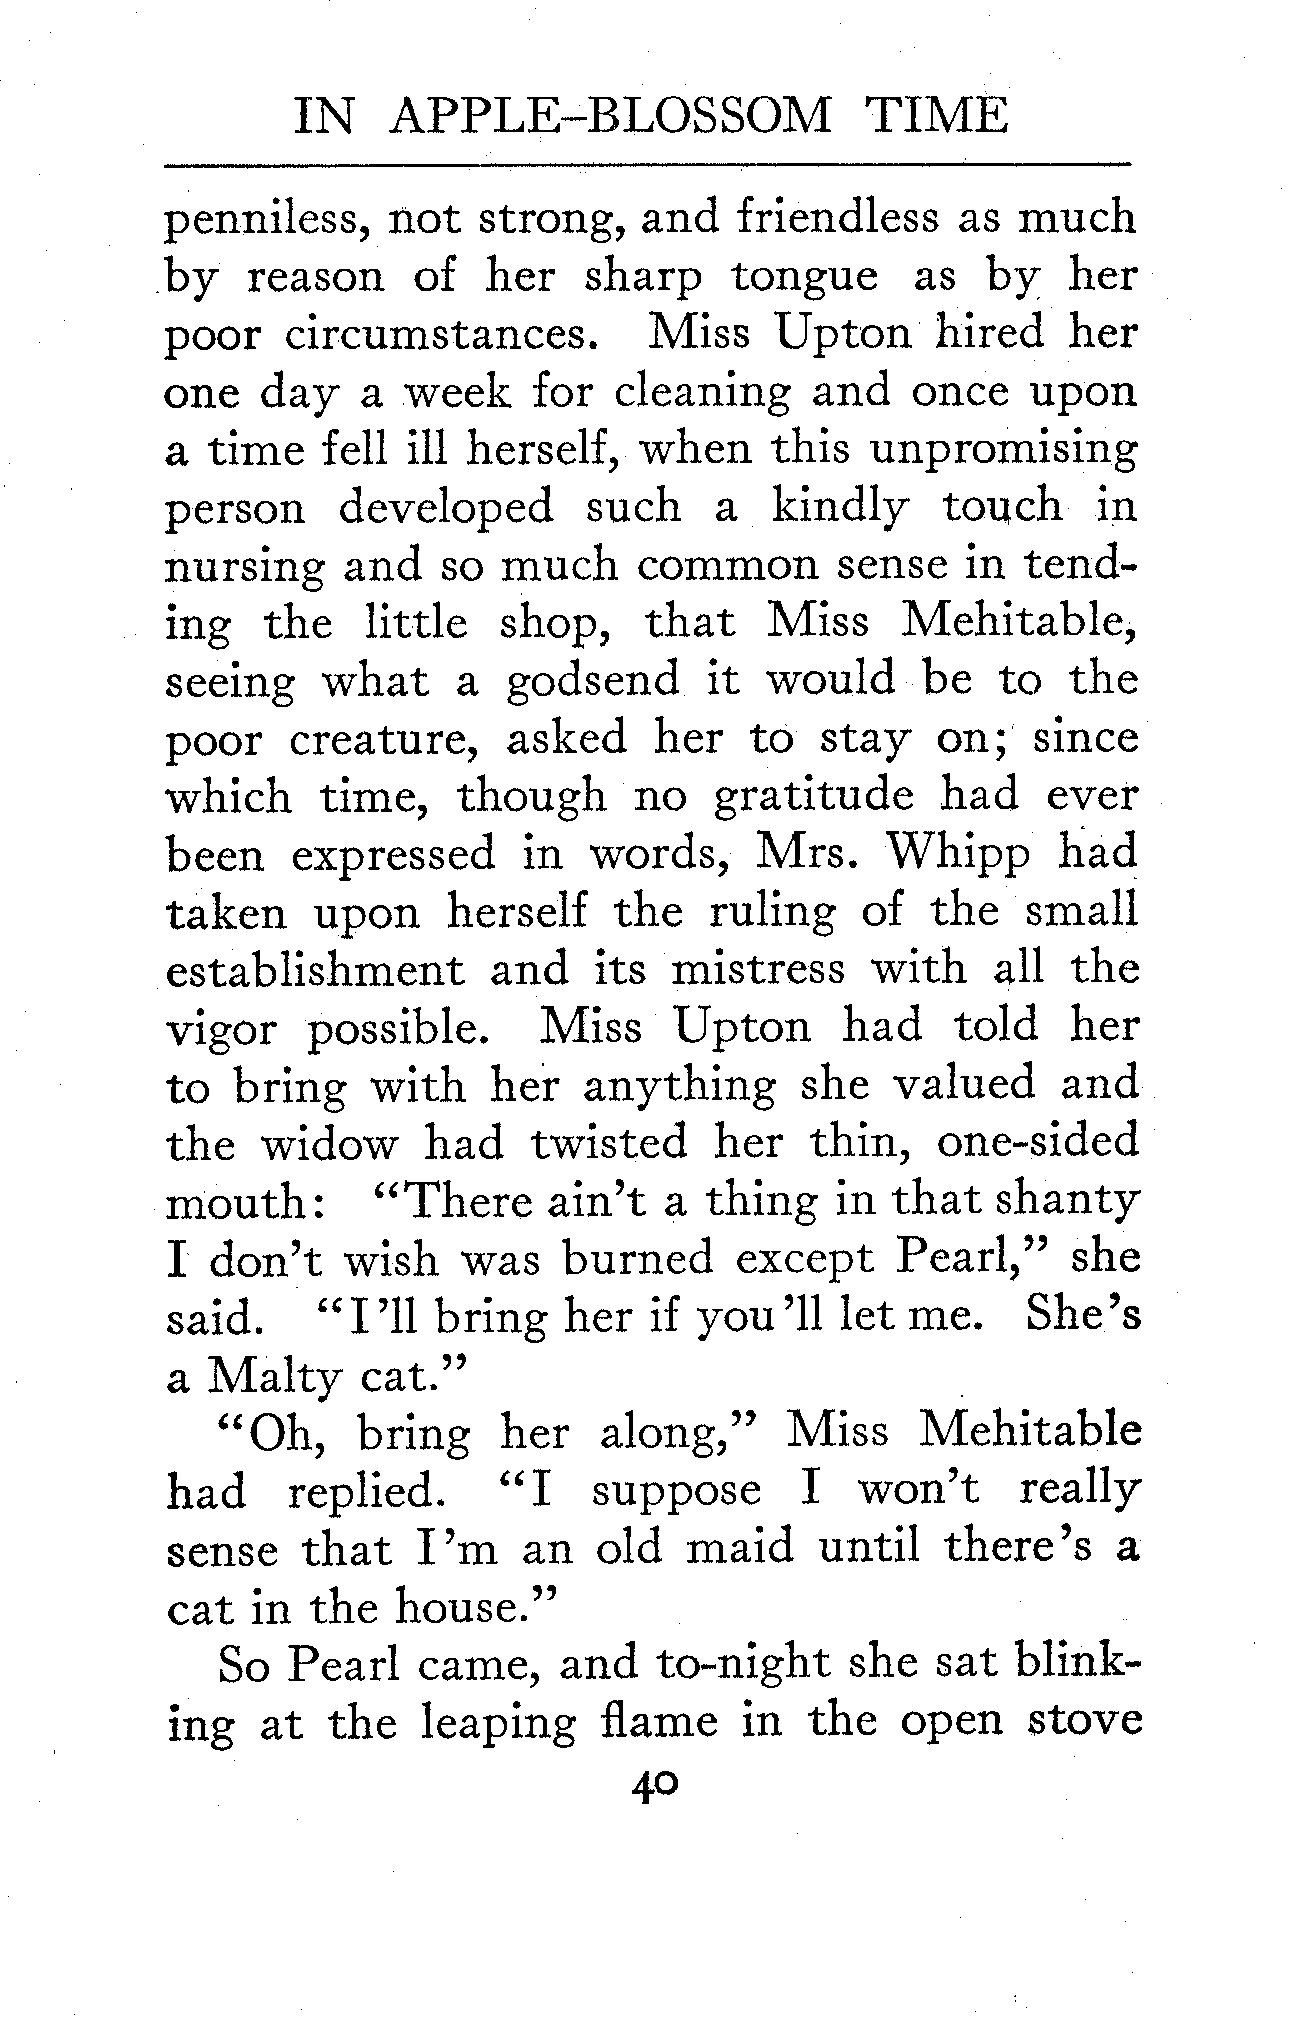 IN APPLE-BLOSSOM TIME
penniless, not strong, and friendless as much
by reason of her sharp tongue as by her
poor circumstances. Miss Upton hired her
one day a week for cleaning and once upon
a time fell ill herself, when this unpromising
person developed such a kindly touch in
nursing and so much common sense in tend-
ing the little shop, that Miss Mehitable,
seeing what a godsend it would be to the
poor creature, asked her to stay on; since
which time, though no gratitude had ever
been expressed in words, Mrs. Whipp had
taken upon herself the ruling of the small
establishment and its mistress with all the
vigor possible. Miss Upton had told her
to bring with her anything she valued and
the widow had twisted her thin, one-sided
mouth: “There ain’t a thing in that shanty
I don’t wish was burned except Pearl,” she
said. “I’ll bring her if you’ll let me. She’s
a Malty cat.”
“Oh, bring her along,” Miss Mehitable
had replied. “I suppose I won’t really
sense that I’m an old maid until there’s a
cat in the house.”
So Pearl came, and to-night she sat blink-
ing at the leaping flame in the open stove
40